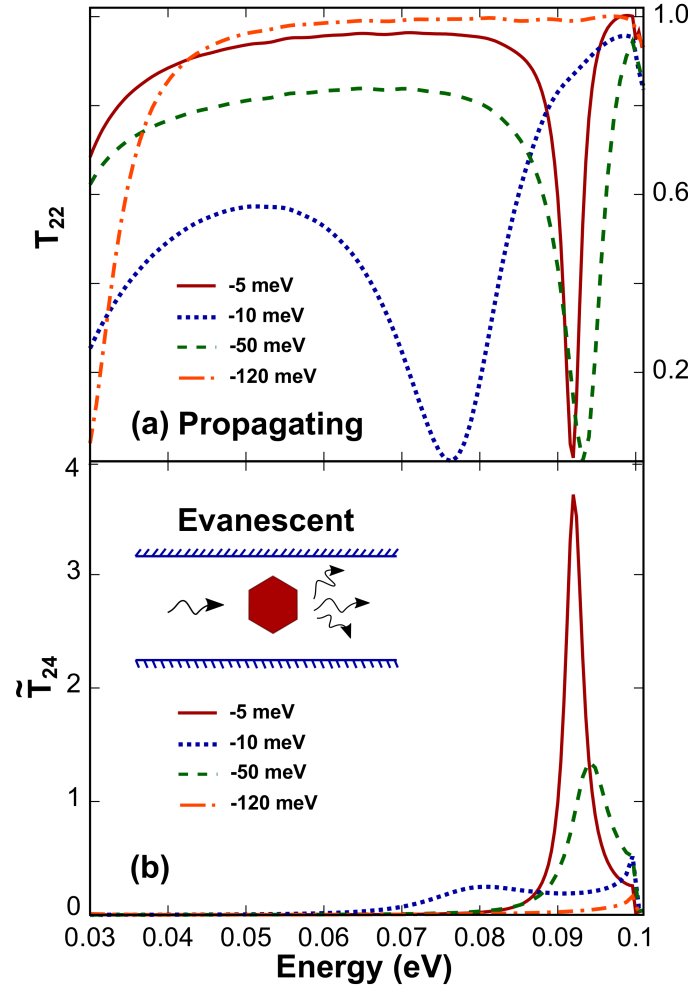 1.0
0.6
0.2
T22
-5 meV
-10 meV
-50 meV
-120 meV
(a) Propagating
4
3
2
1
0
T̃24
Evanescent
-5 meV
-10 meV
-50 meV
-120 meV
(b)
0.03 0.04 0.05 0.06 0.07 0.08 0.09 0.1
Energy (eV)